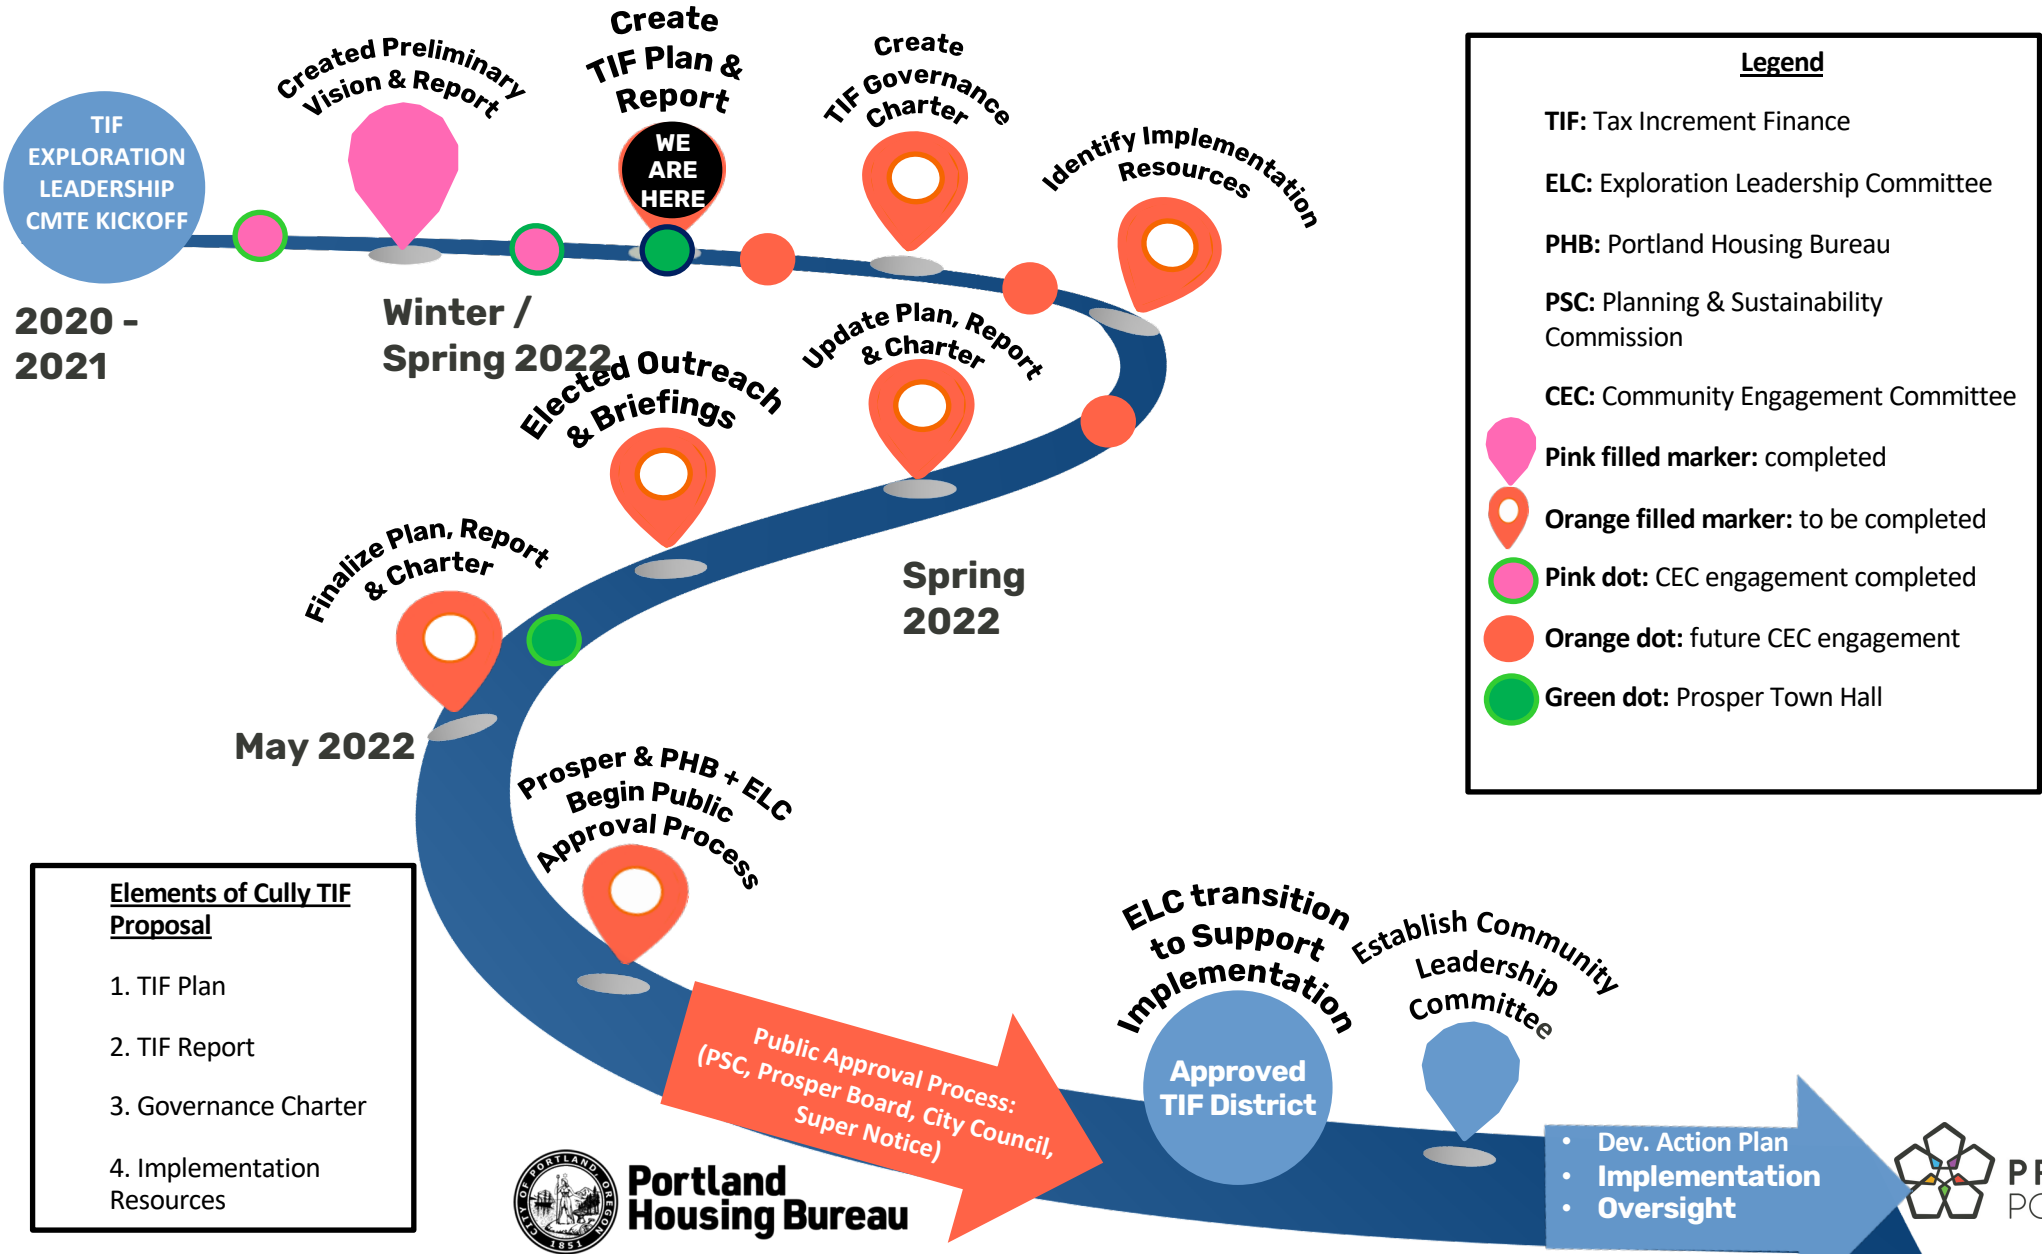 TIF
EXPLORATION
LEADERSHIP
CMTE KICKOFF
2020 -
2021
Created Preliminary
Vision & Report
Winter /
Spring 2022
Create
TIF Plan &
Report
WE
ARE
HERE
Create
TIF Governance
Charter
Identify Implementation
Resources
Update Plan, Report
& Charter
Spring
2022
Elected Outreach
& Briefings
Finalize Plan, Report
& Charter
May 2022
Prosper & PHB + ELC
Begin Public
Approval Process
Public Approval Process:
(PSC, Prosper Board, City Council,
Super Notice)
ELC transition
to Support
Implementation
Approved
TIF District
Establish Community
Leadership
Committee
• Dev. Action Plan
• Implementation
• Oversight
Legend
TIF: Tax Increment Finance
ELC: Exploration Leadership Committee
PHB: Portland Housing Bureau
PSC: Planning & Sustainability
Commission
CEC: Community Engagement Committee
Pink filled marker: completed
Orange filled marker: to be completed
Pink dot: CEC engagement completed
Orange dot: future CEC engagement
Green dot: Prosper Town Hall
Elements of Cully TIF
Proposal
1. TIF Plan
2. TIF Report
3. Governance Charter
4. Implementation
Resources
CITY OF PORTLAND, OREGON
1851
Portland
Housing Bureau